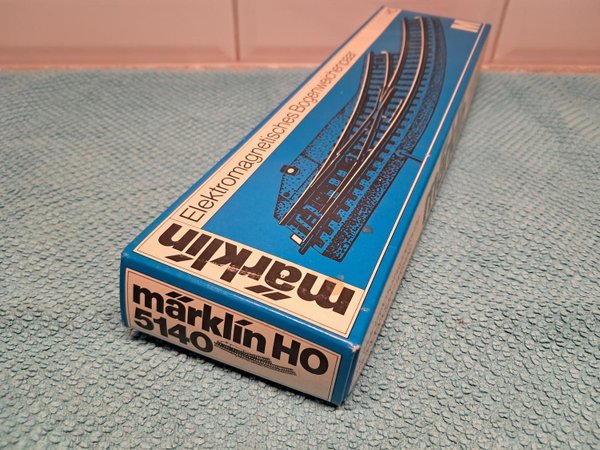 Elektromagnetisches Bogenweichenpaar
märklin
märklin HO
5140